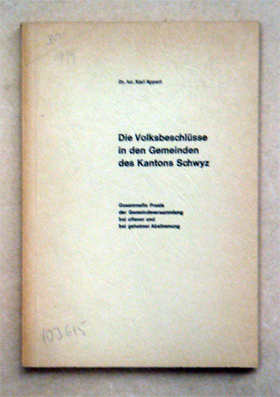 Dr. iur. Karl Appert
Die Volksbeschlüsse
in den Gemeinden
des Kantons Schwyz
Gesammelte Praxis
der Gemeindeversammlung
bei offener und
bei geheimer Abstimmung
103615